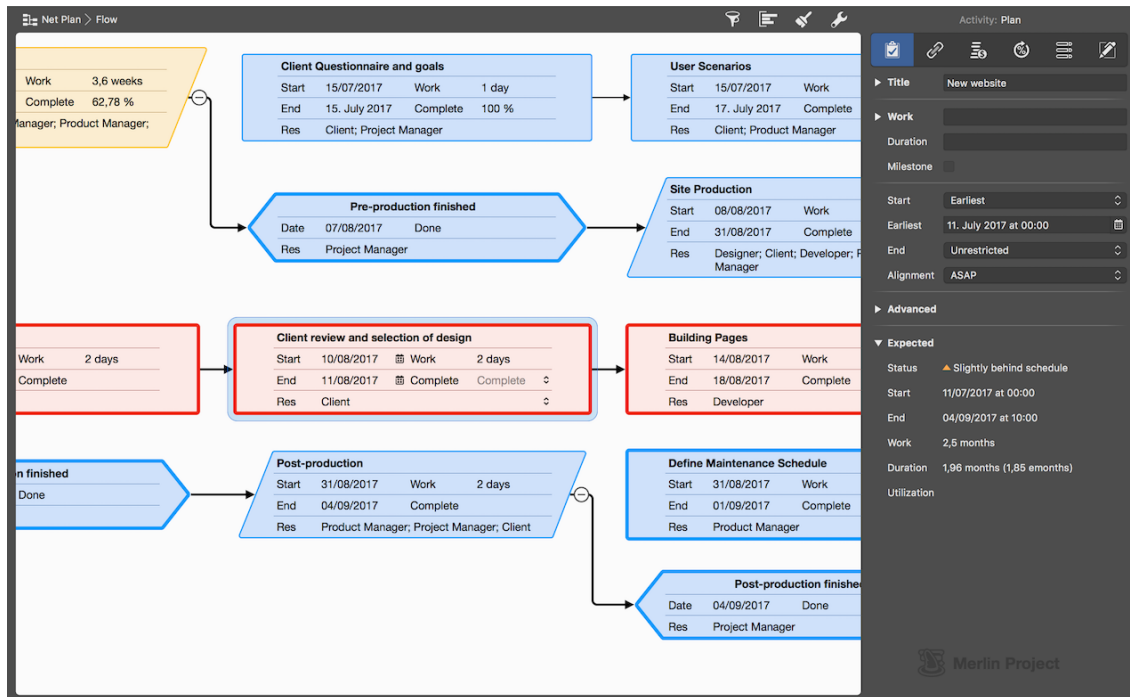 Net Plan > Flow
Activity: Plan
Work 3,6 weeks
Complete 62,78 %
Manager; Product Manager;
Client Questionnaire and goals
Start 15/07/2017 Work 1 day
End 15. July 2017 Complete 100 %
Res Client; Project Manager
User Scenarios
Start 15/07/2017 Work
End 17. July 2017 Complete
Res Client; Product Manager
Pre-production finished
Date 07/08/2017 Done
Res Project Manager
Site Production
Start 08/08/2017 Work
End 31/08/2017 Complete
Res Designer; Client; Developer;
Manager
Work 2 days
Complete
Client review and selection of design
Start 10/08/2017 Work 2 days
End 11/08/2017 Complete Complete
Res Client
Building Pages
Start 14/08/2017 Work
End 18/08/2017 Complete
Res Developer
n finished
Done
Post-production
Start 31/08/2017 Work 2 days
End 04/09/2017 Complete
Res Product Manager; Project Manager; Client
Define Maintenance Schedule
Start 31/08/2017 Work
End 01/09/2017 Complete
Res Product Manager
Post-production finished
Date 04/09/2017 Done
Res Project Manager
Title New website
Work
Duration
Milestone
Start Earliest
Earliest 11. July 2017 at 00:00
End Unrestricted
Alignment ASAP
Advanced
Expected
Status Slightly behind schedule
Start 11/07/2017 at 00:00
End 04/09/2017 at 10:00
Work 2,5 months
Duration 1,96 months (1,85 emonths)
Utilization
Merlin Project